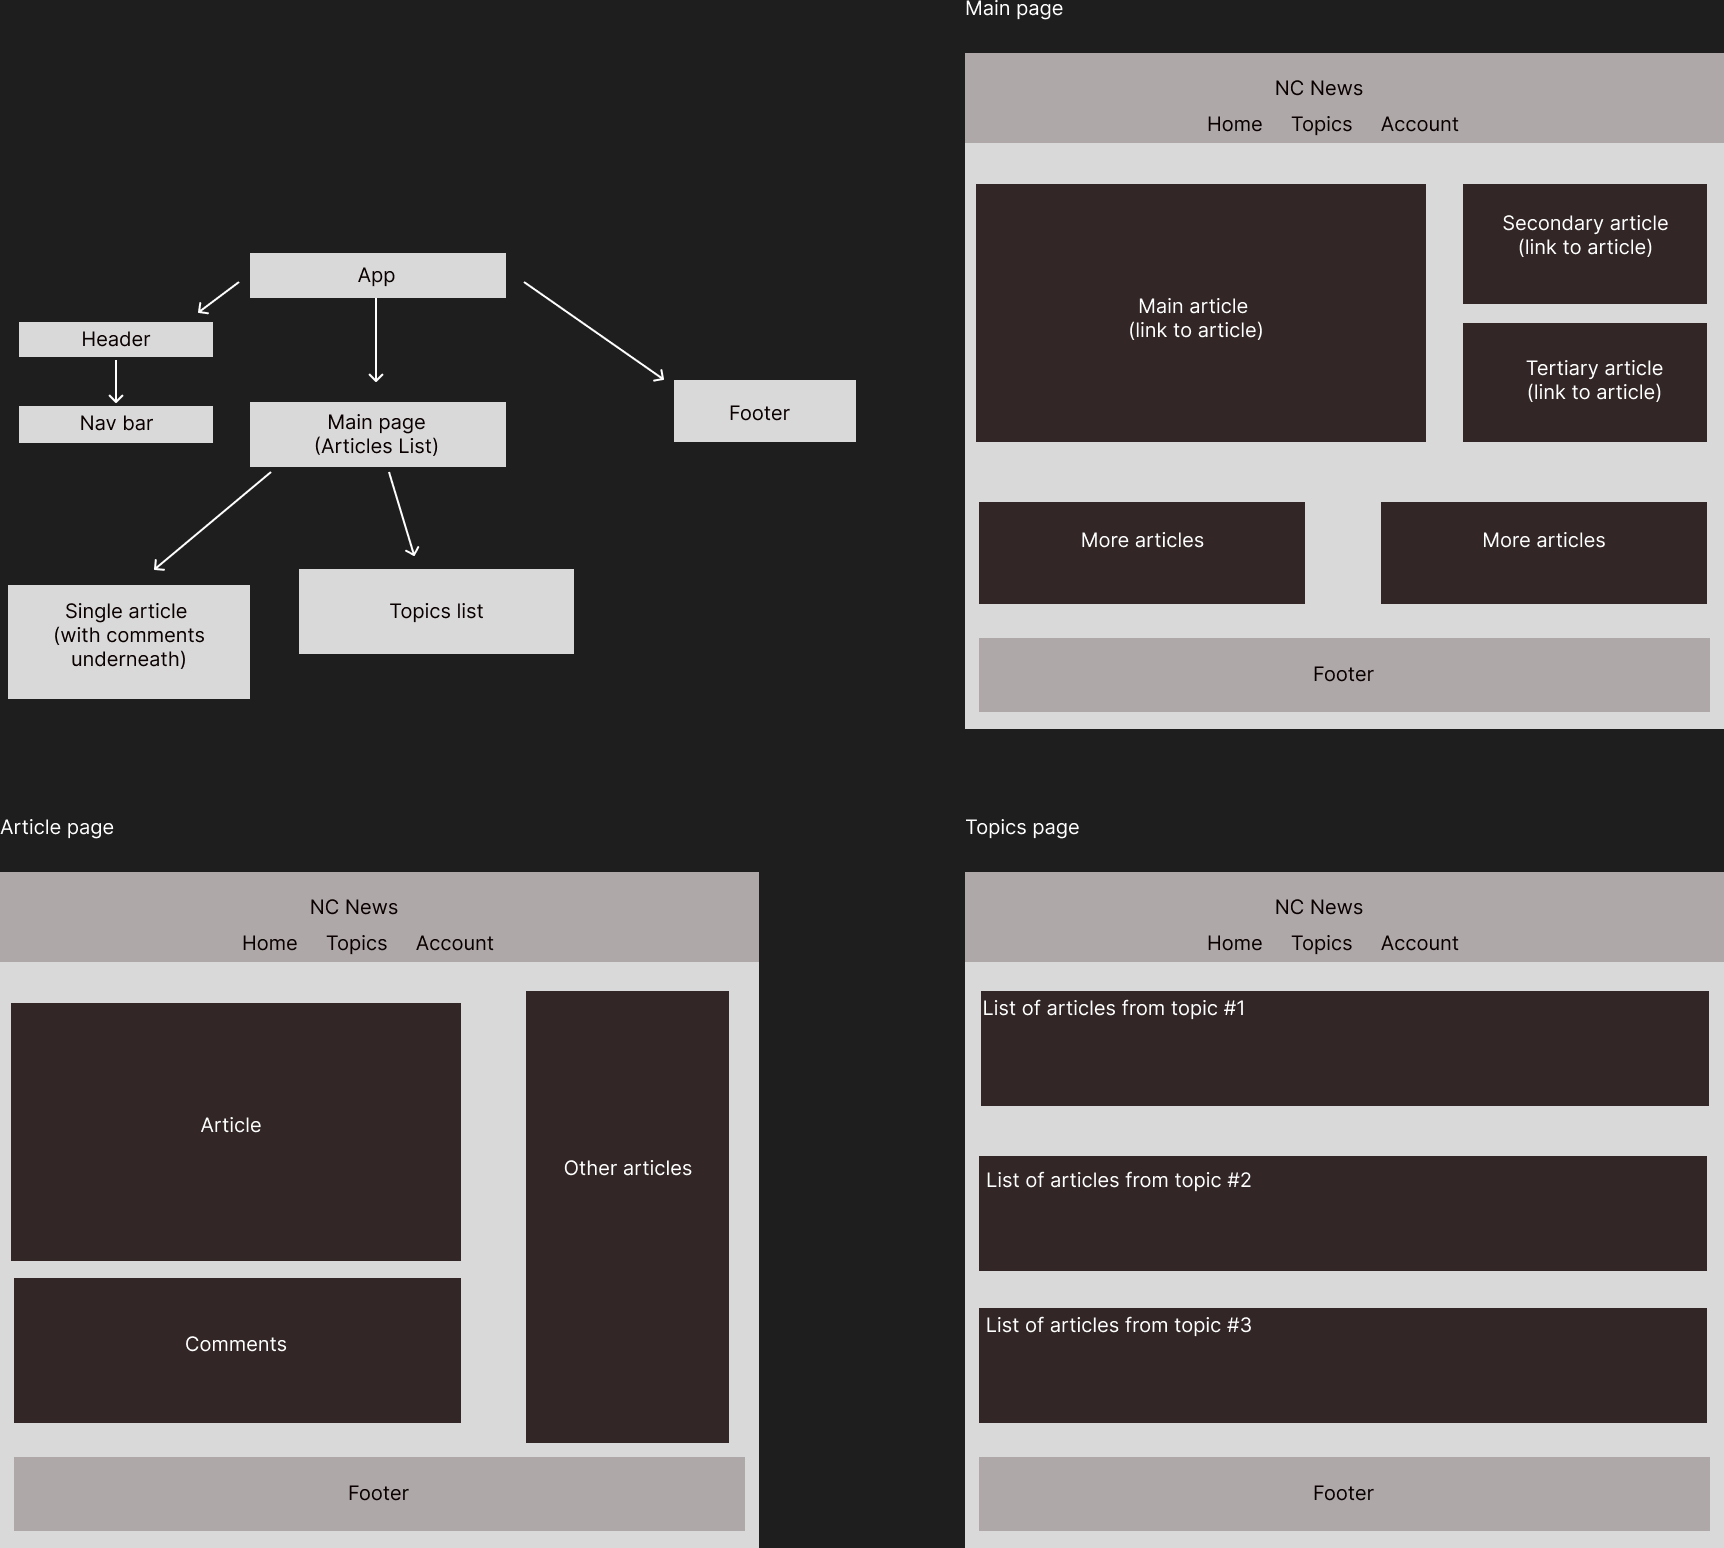 Main page
NC News
Home Topics Account
Main article
(link to article)
Secondary article
(link to article)
Tertiary article
(link to article)
More articles
More articles
Footer
App
Header
Nav bar
Main page
(Articles List)
Footer
Single article
(with comments
underneath)
Topics list
Article page
NC News
Home Topics Account
Article
Other articles
Comments
Footer
Topics page
NC News
Home Topics Account
List of articles from topic #1
List of articles from topic #2
List of articles from topic #3
Footer